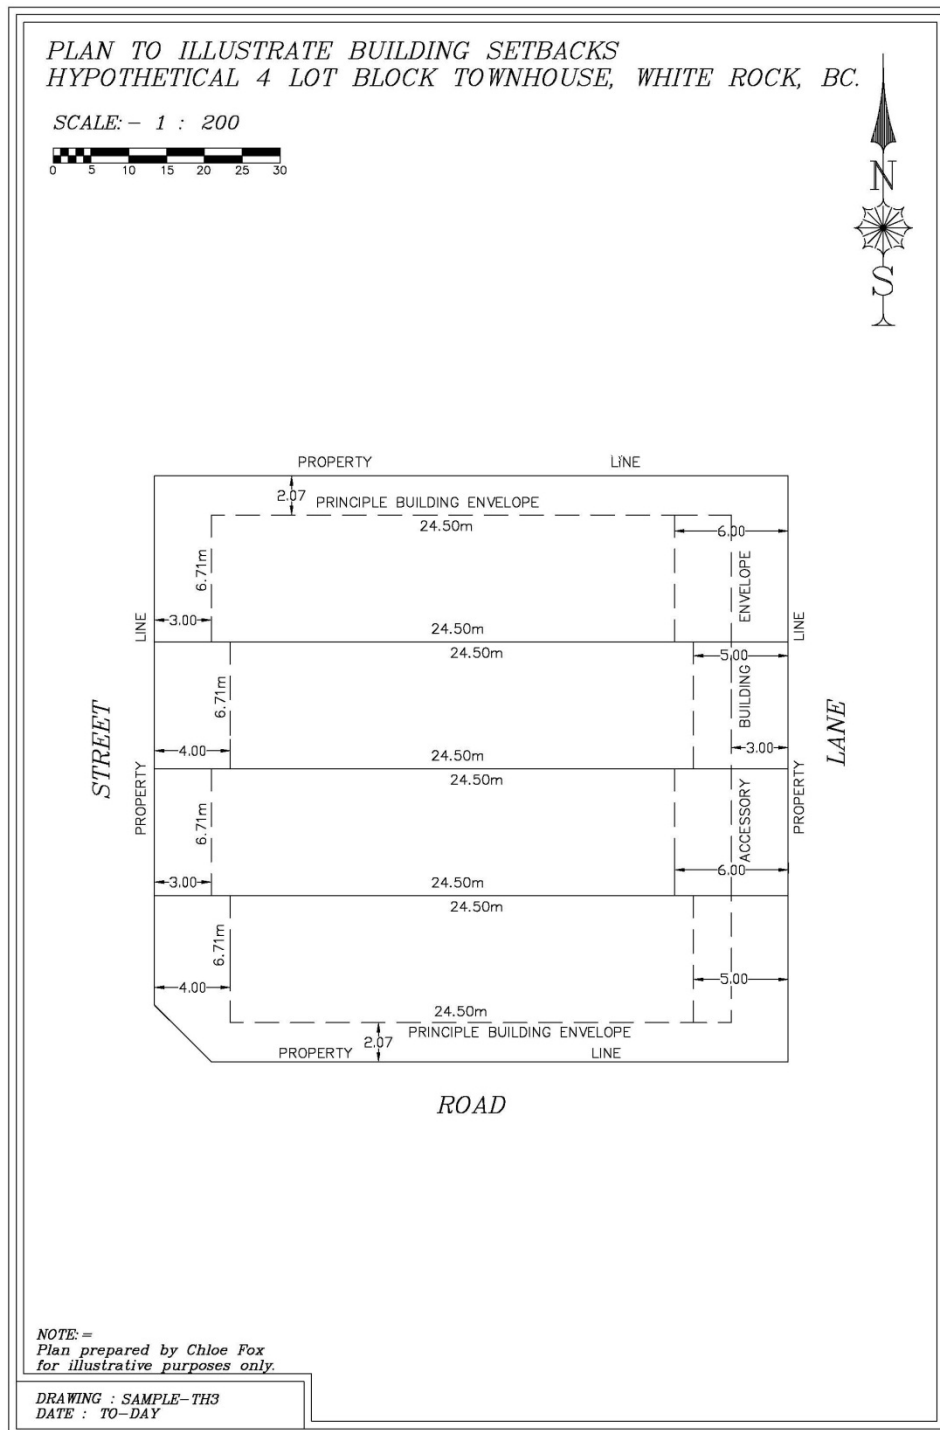 PLAN TO ILLUSTRATE BUILDING SETBACKS
HYPOTHETICAL 4 LOT BLOCK TOWNHOUSE, WHITE ROCK, BC.
SCALE:- 1 : 200
0 5 10 15 20 25 30
N
S
PROPERTY LINE
2.07
PRINCIPLE BUILDING ENVELOPE
24.50m
6.00
6.71m
ENVELOPE
3.00
LINE
24.50m
LINE
24.50m
5.00
6.71m
BUILDING
STREET
LANE
4.00
3.00
24.50m
24.50m
PROPERTY
6.71m
ACCESSORY
PROPERTY
6.00
3.00
24.50m
24.50m
6.71m
4.00
5.00
24.50m
PRINCIPLE BUILDING ENVELOPE
2.07
PROPERTY LINE
ROAD
NOTE:=
Plan prepared by Chloe Fox
for illustrative purposes only.
DRAWING : SAMPLE-TH3
DATE : TO-DAY